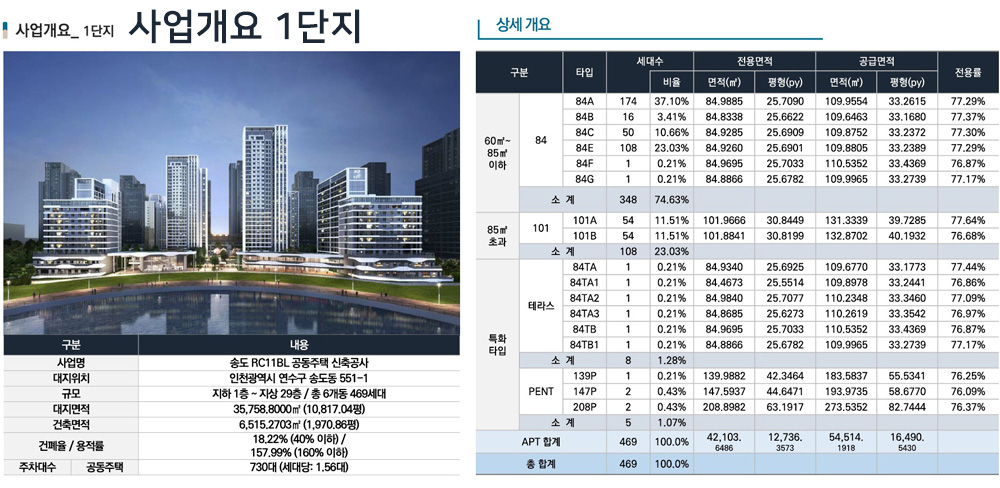 사업개요_ 1단지 사업개요 1단지
구분 내용
사업명 송도 RC11BL 공동주택 신축공사
대지위치 인천광역시 연수구 송도동 551-1
규모 지하 1층 ~ 지상 29층 / 총 6개동 469세대
대지면적 35,758.8000㎡ (10,817.04평)
건축면적 6,515.2703㎡ (1,970.86평)
건폐율 / 용적률 18.22% (40% 이하) /
157.99% (160% 이하)
주차대수 공동주택 730대 (세대당: 1.56대)
상세 개요
구분 타입 세대수 전용면적 공급면적 전용률
비율 면적(㎡) 평형(py) 면적(㎡) 평형(py)
60㎡~
85㎡
이하
84
84A 174 37.10% 84.9885 25.7090 109.9554 33.2615 77.29%
84B 16 3.41% 84.8338 25.6622 109.6463 33.1680 77.37%
84C 50 10.66% 84.9285 25.6909 109.8752 33.2372 77.30%
84E 108 23.03% 84.9260 25.6901 109.8805 33.2389 77.29%
84F 1 0.21% 84.9695 25.7033 110.5352 33.4369 76.87%
84G 1 0.21% 84.8866 25.6782 109.9965 33.2739 77.17%
소 계 348 74.63%
85㎡
초과
101
101A 54 11.51% 101.9666 30.8449 131.3339 39.7285 77.64%
101B 54 11.51% 101.8841 30.8199 132.8702 40.1932 76.68%
소 계 108 23.03%
특화
타입
테라스
84TA 1 0.21% 84.9340 25.6925 109.6770 33.1773 77.44%
84TA1 1 0.21% 84.4673 25.5514 109.8978 33.2441 76.86%
84TA2 1 0.21% 84.9840 25.7077 110.2348 33.3460 77.09%
84TA3 1 0.21% 84.8685 25.6273 110.2619 33.3542 76.97%
84TB 1 0.21% 84.9695 25.7033 110.5352 33.4369 76.87%
84TB1 1 0.21% 84.8866 25.6782 109.9965 33.2739 77.17%
소 계 8 1.28%
PENT
139P 1 0.21% 139.9882 42.3464 183.5837 55.5341 76.25%
147P 2 0.43% 147.5937 44.6471 193.9735 58.6770 76.09%
208P 2 0.43% 208.8982 63.1917 273.5352 82.7444 76.37%
소 계 5 1.07%
APT 합계 469 100.0% 42,103.6486 12,736.3573 54,514.1918 16,490.5430
총 합계 469 100.0%